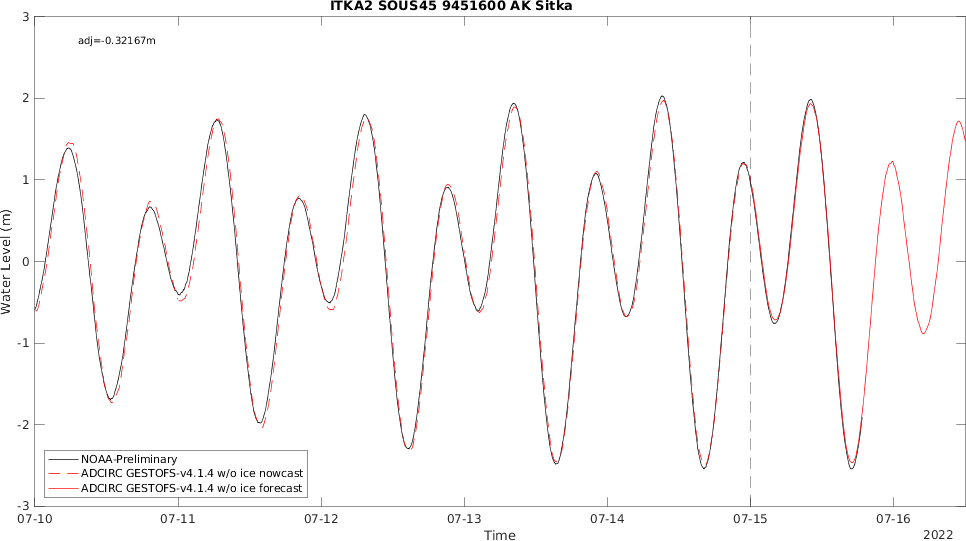 ITKA2 SOUS45 9451600 AK Sitka
adj=-0.32167m
3
2
1
0
-1
-2
-3
Water Level (m)
NOAA-Preliminary
ADCIRC GESTOFS-v4.1.4 w/o ice nowcast
ADCIRC GESTOFS-v4.1.4 w/o ice forecast
07-10 07-11 07-12 07-13 07-14 07-15 07-16
Time
2022